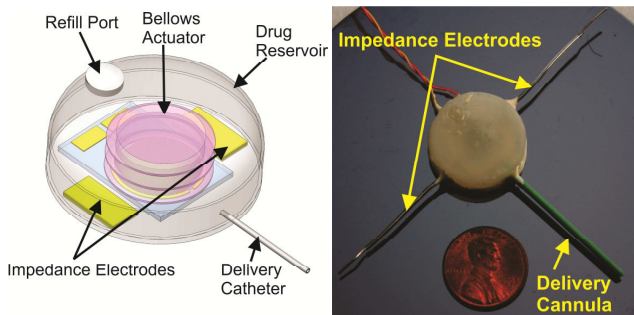 Refill Port
Bellows
Actuator
Drug
Reservoir
Impedance Electrodes
Delivery
Catheter
Impedance Electrodes
Delivery
Cannula